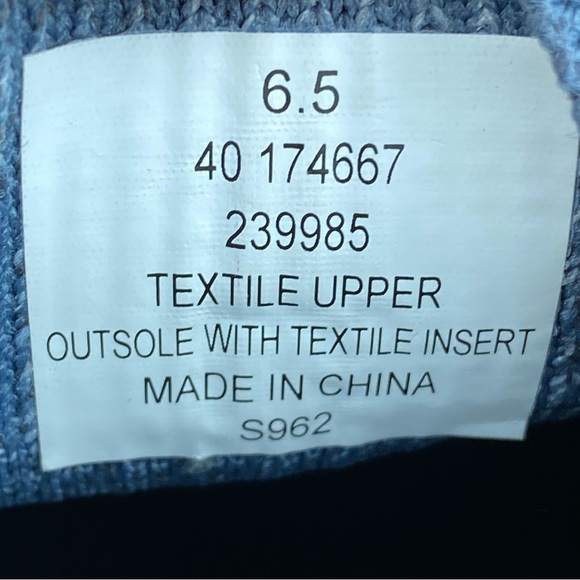 6.5
40 174667
239985
TEXTILE UPPER
OUTSOLE WITH TEXTILE INSERT
MADE IN CHINA
S962